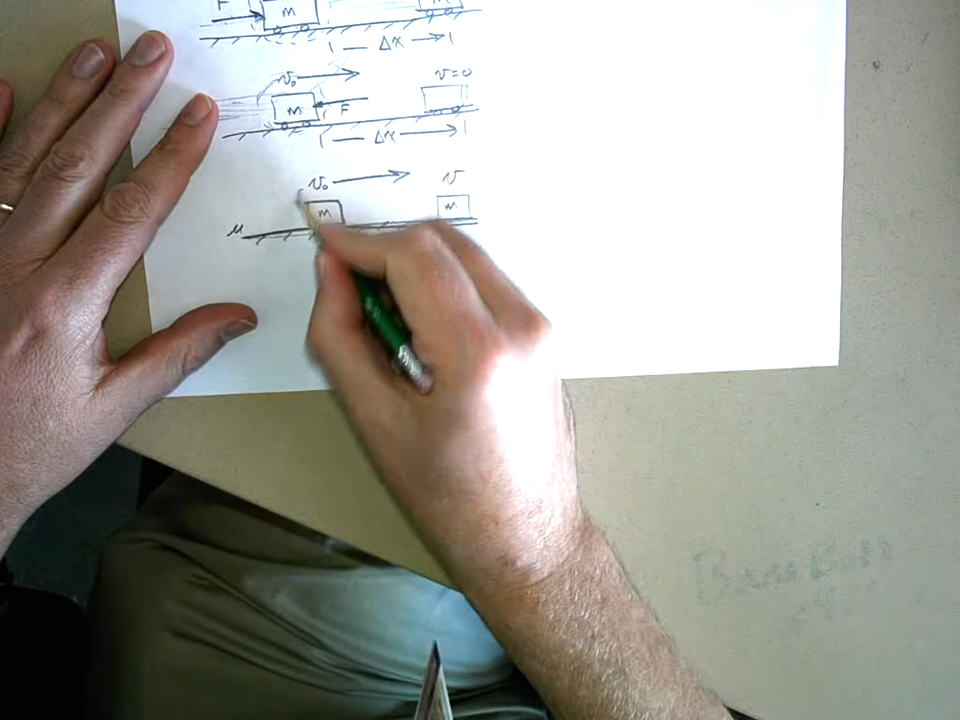 F m m
Δx
v₀ v=0
m F
Δx
v₀ v
m m
μ